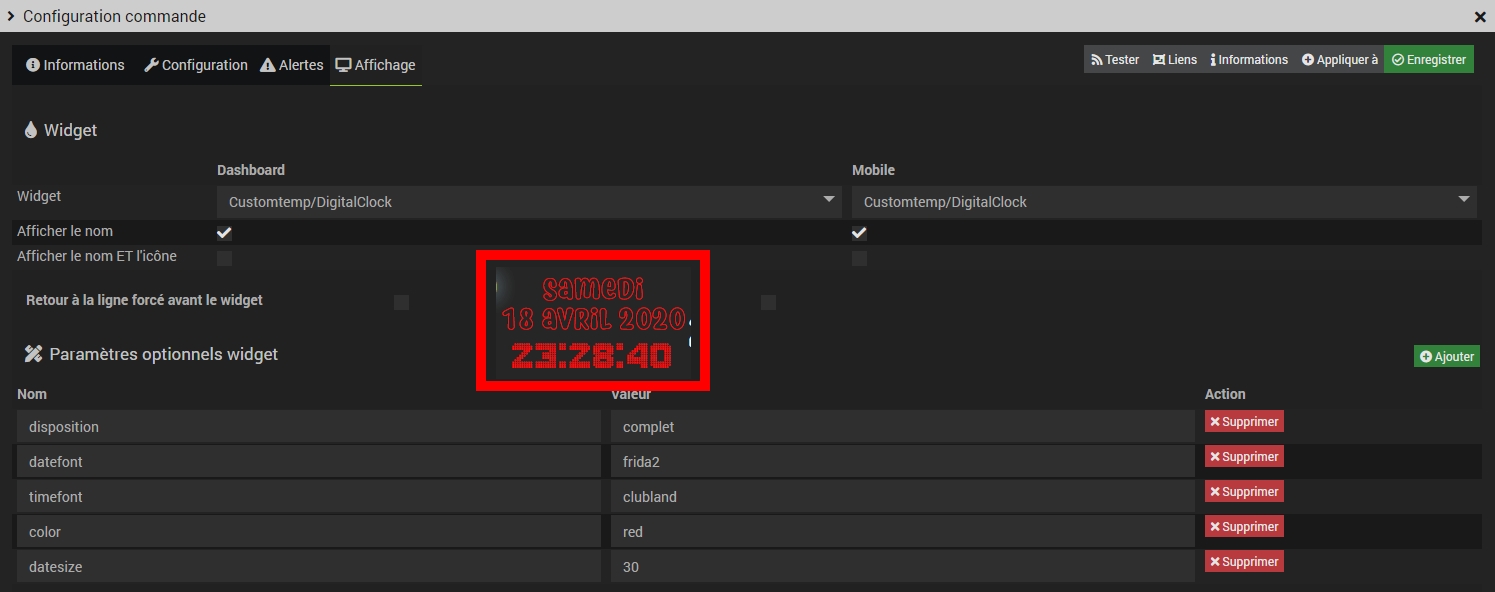 Configuration commande
Informations Configuration Alertes Affichage
Tester Liens Informations Appliquer à Enregistrer
Widget
Dashboard Mobile
Widget Customtemp/DigitalClock Customtemp/DigitalClock
Afficher le nom
Afficher le nom ET l'icône
Retour à la ligne forcé avant le widget
samedi
18 avril 2020
23:28:40
Paramètres optionnels widget
Ajouter
Nom Valeur Action
disposition complet Supprimer
datefont frida2 Supprimer
timefont clubland Supprimer
color red Supprimer
datesize 30 Supprimer